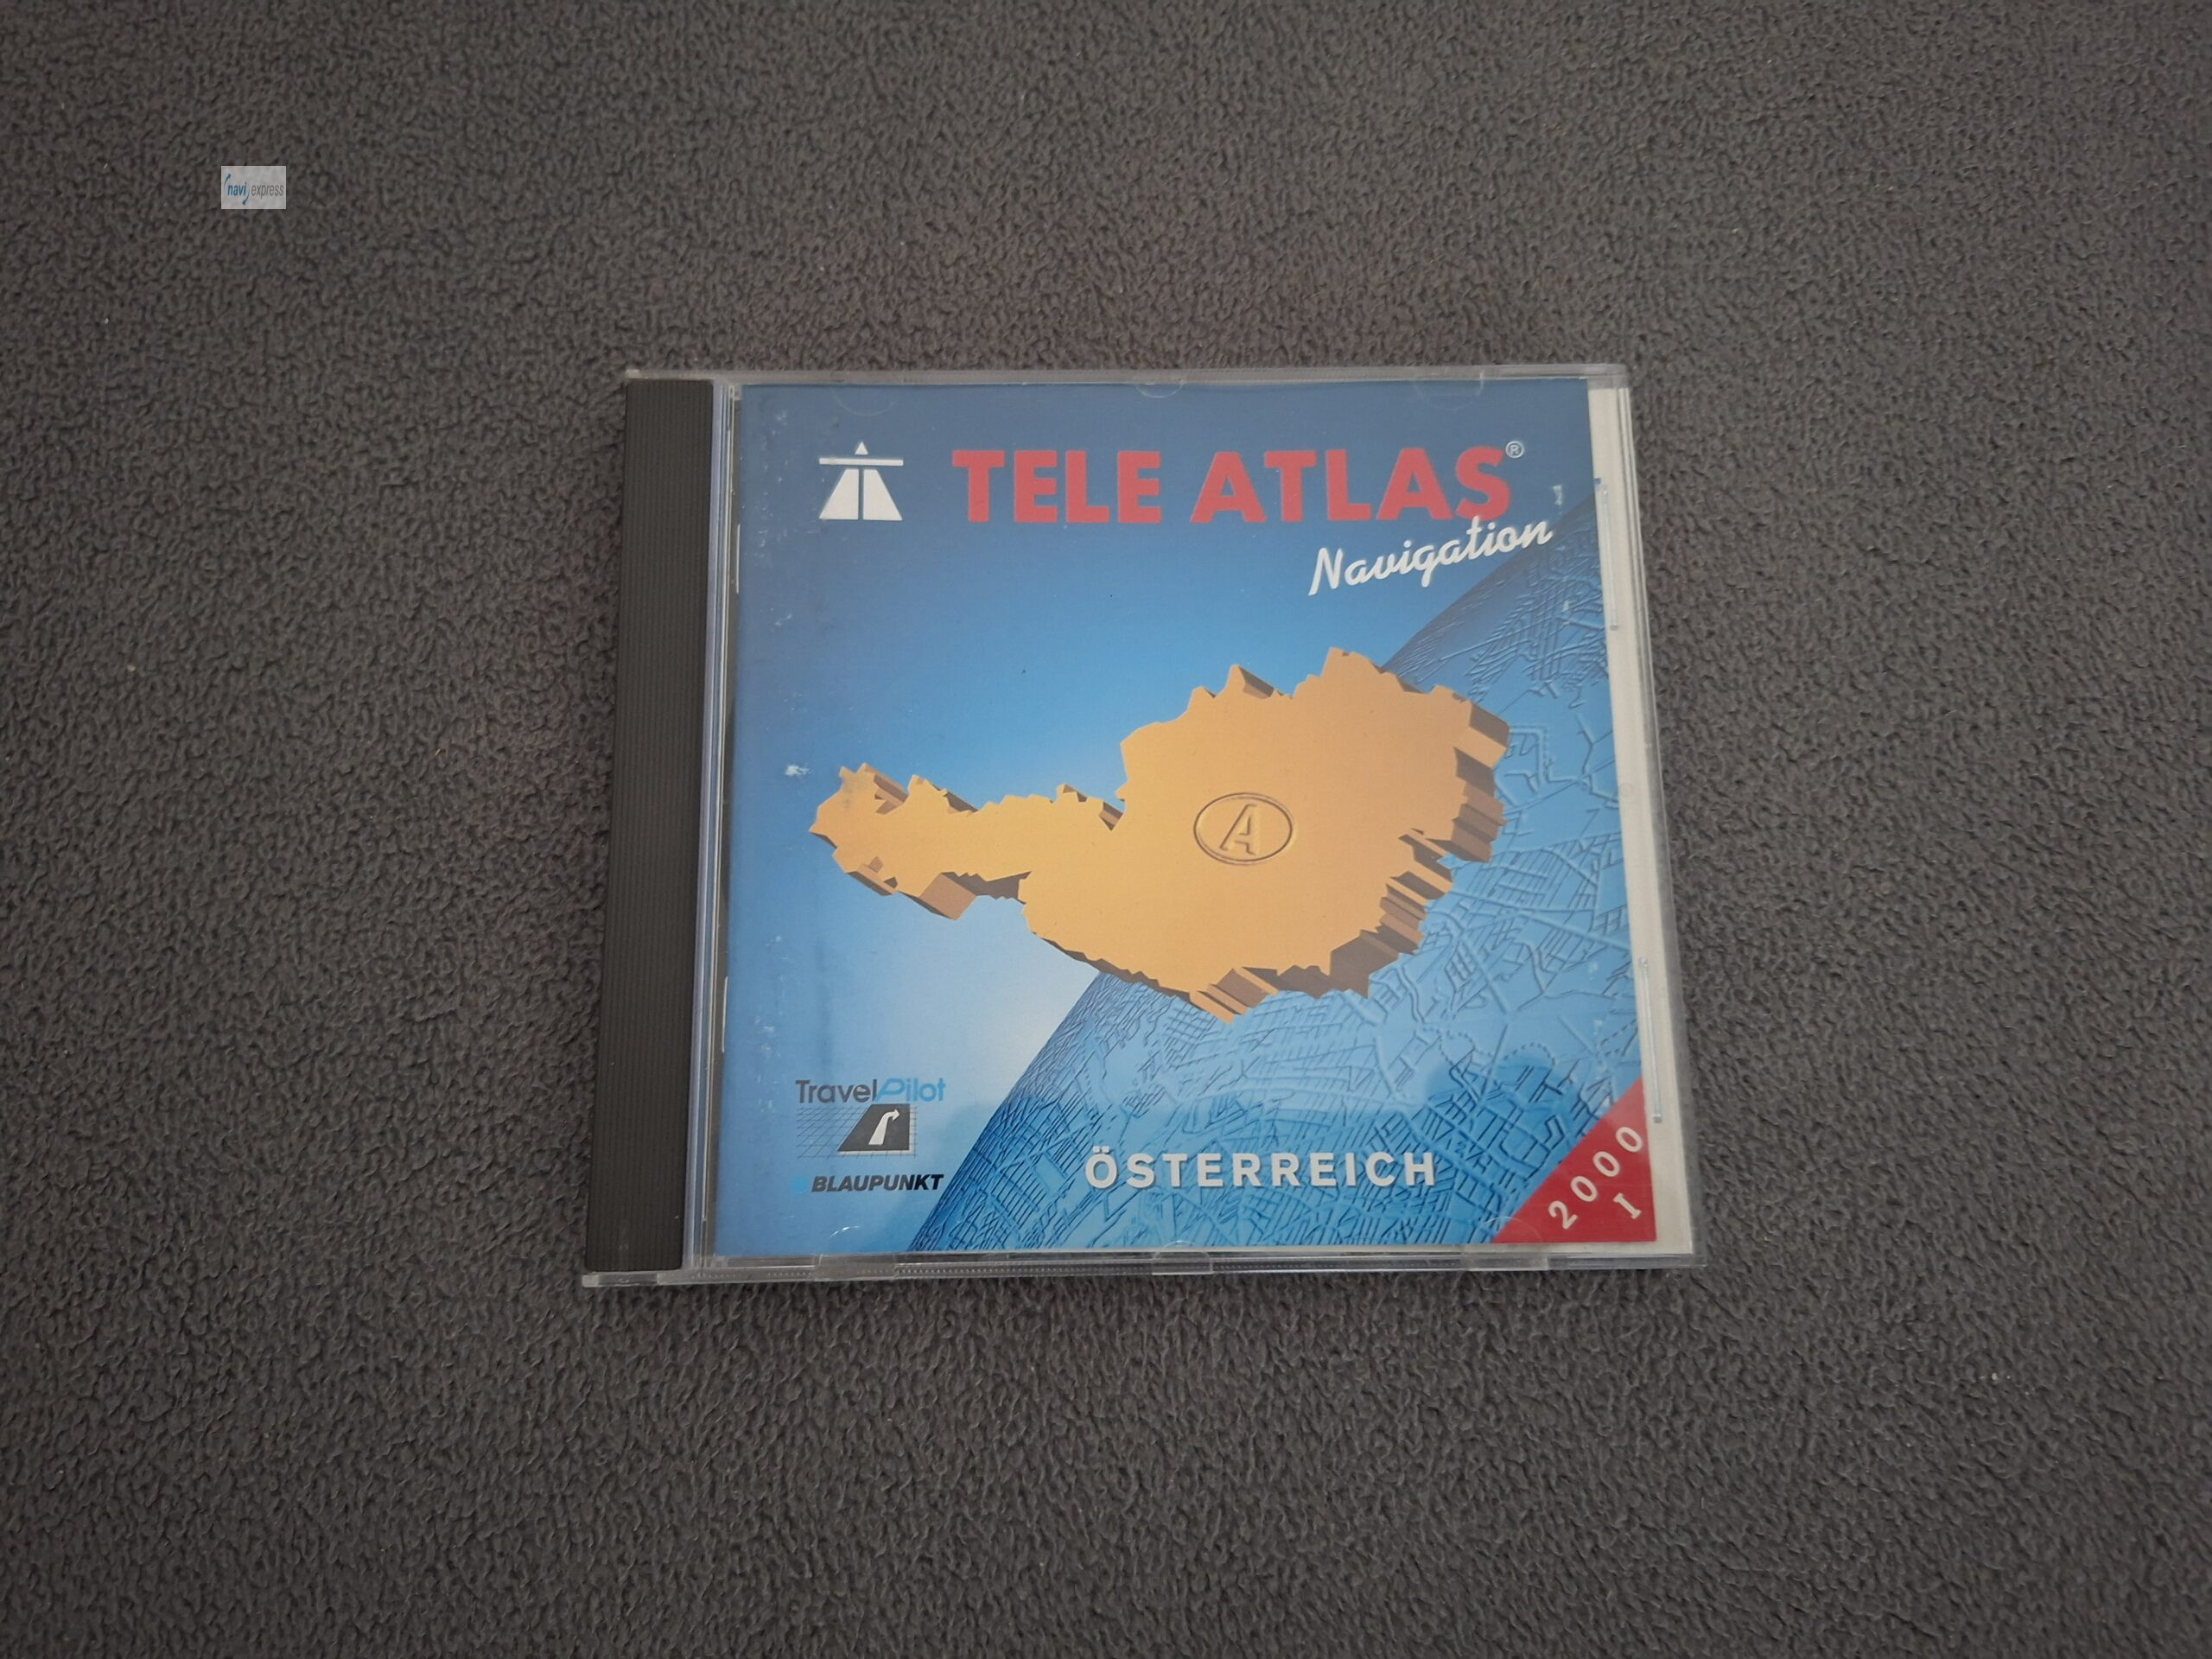 navi express
TELE ATLAS®
Navigation
A
TravelPilot
BLAUPUNKT
ÖSTERREICH
2000
I